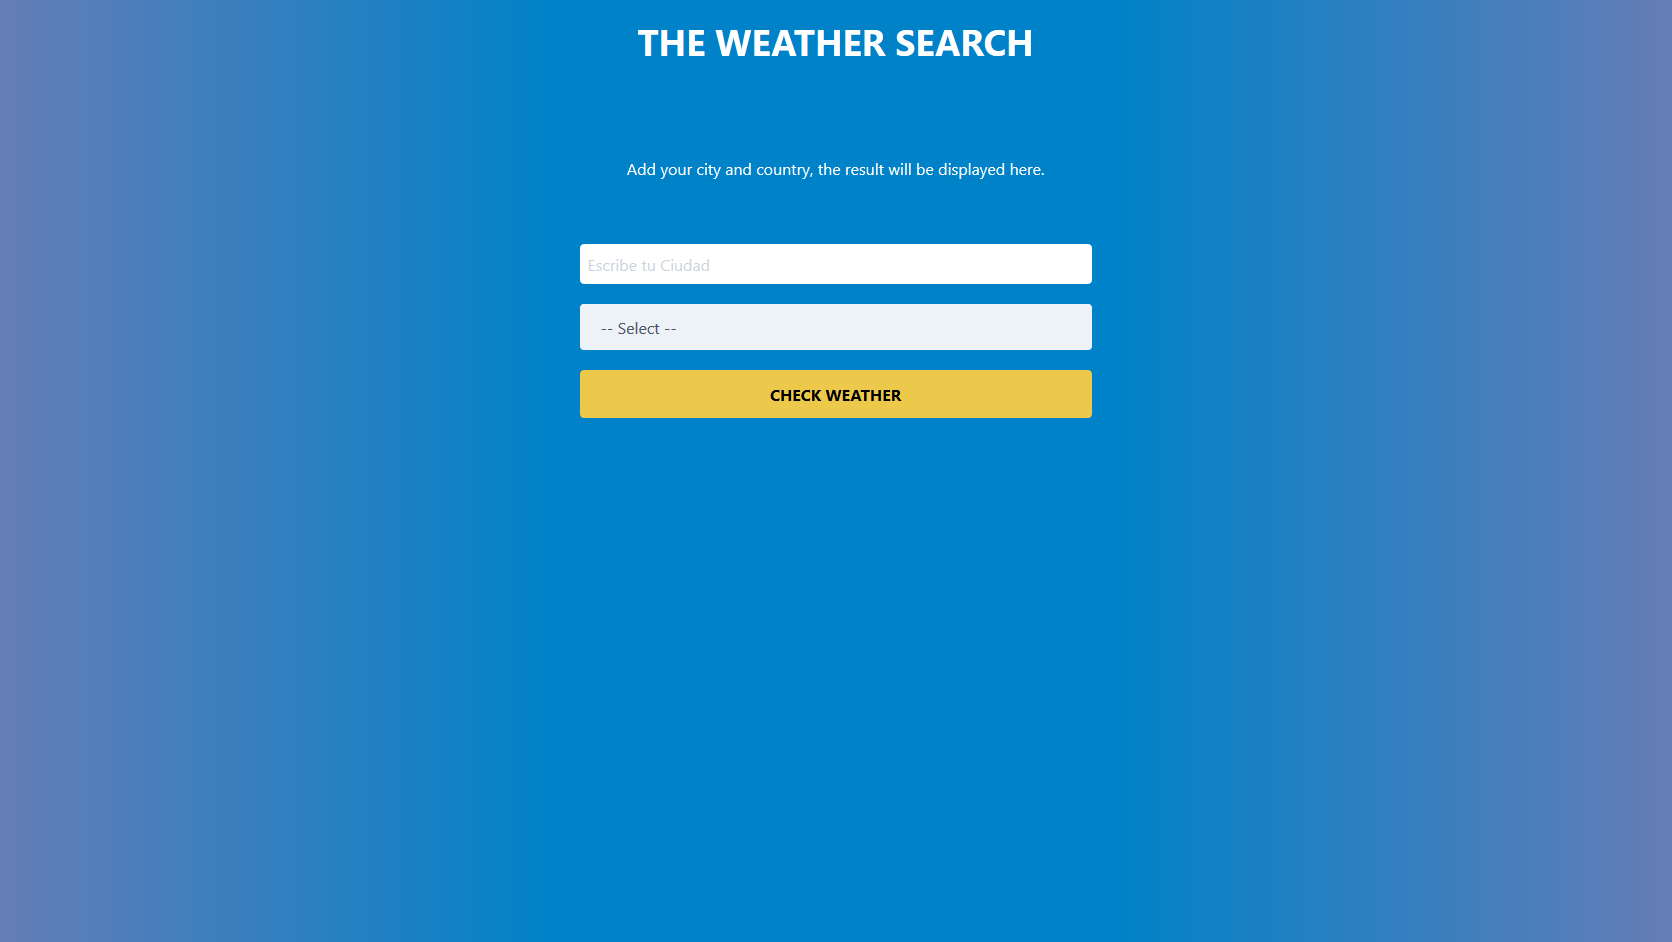 THE WEATHER SEARCH
Add your city and country, the result will be displayed here.
Escribe tu Ciudad
-- Select --
CHECK WEATHER